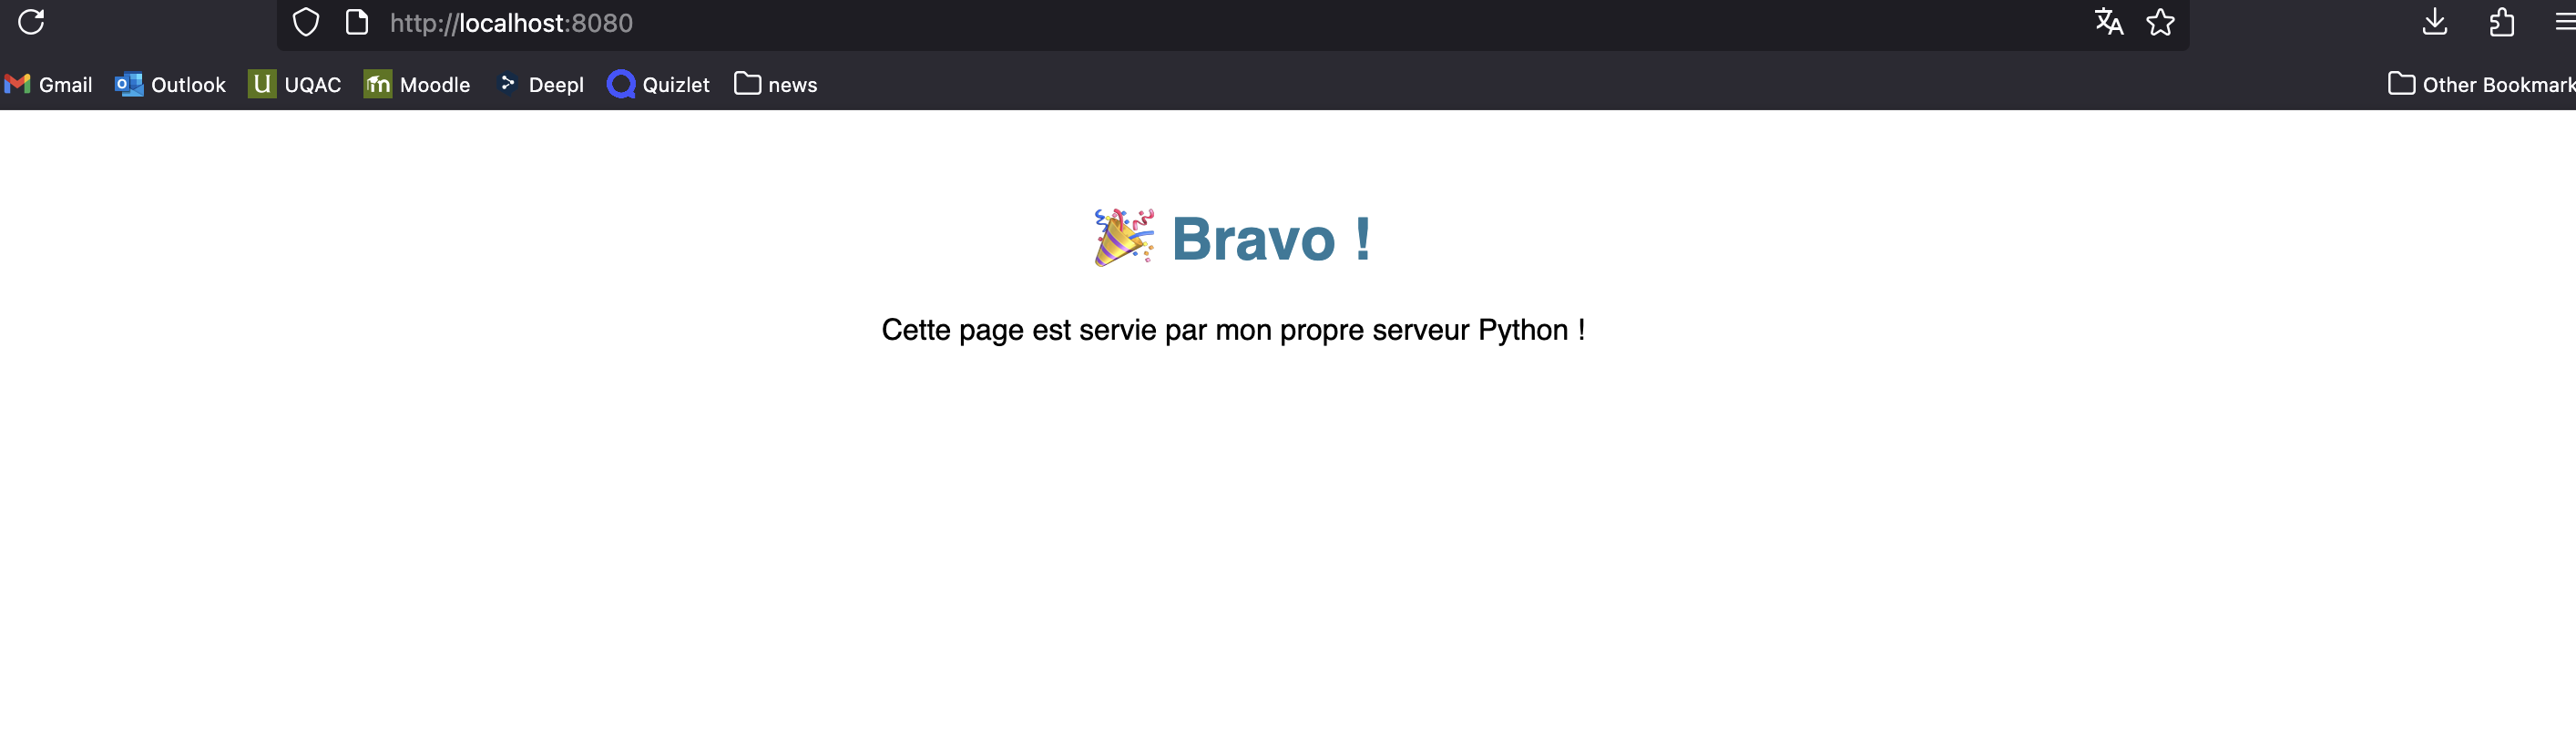 http://localhost:8080
Gmail Outlook UQAC Moodle Deepl Quizlet news Other Bookmark
🎉 Bravo !
Cette page est servie par mon propre serveur Python !